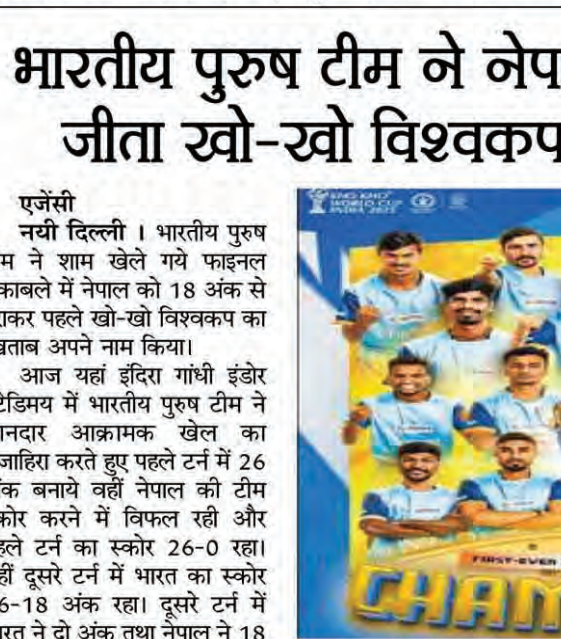 भारतीय पुरुष टीम ने नेप
जीता खो-खो विश्वकप
एजेंसी
नयी दिल्ली । भारतीय पुरुष
म ने शाम खेले गये फाइनल
काबले में नेपाल को 18 अंक से
ाकर पहले खो-खो विश्वकप का
ताब अपने नाम किया।
आज यहां इंदिरा गांधी इंडोर
टेडिमय में भारतीय पुरुष टीम ने
ानदार आक्रामक खेल का
जाहिरा करते हुए पहले टर्न में 26
ंक बनाये वहीं नेपाल की टीम
कोर करने में विफल रही और
हले टर्न का स्कोर 26-0 रहा।
हीं दूसरे टर्न में भारत का स्कोर
6-18 अंक रहा। दूसरे टर्न में
ारत ने दो अंक तथा नेपाल ने 18
KHO KHO
WORLD CUP
INDIA 2025
FIRST-EVER
CHAM